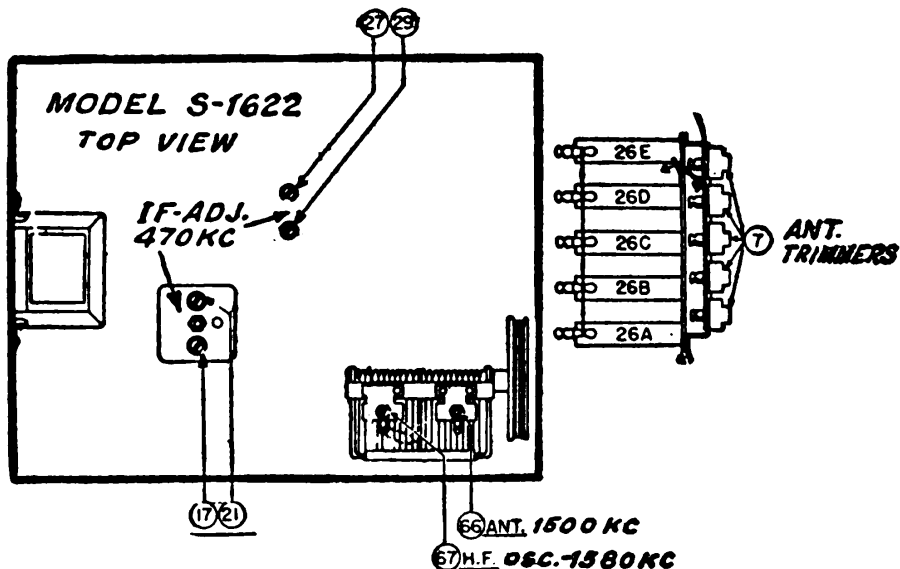 27 29
MODEL S-1622
TOP VIEW
IF-ADJ.
470KC
26E
26D
26C
26B
26A
7 ANT.
TRIMMERS
17 21
66 ANT. 1500 KC
67 H.F. OSC.-1580KC